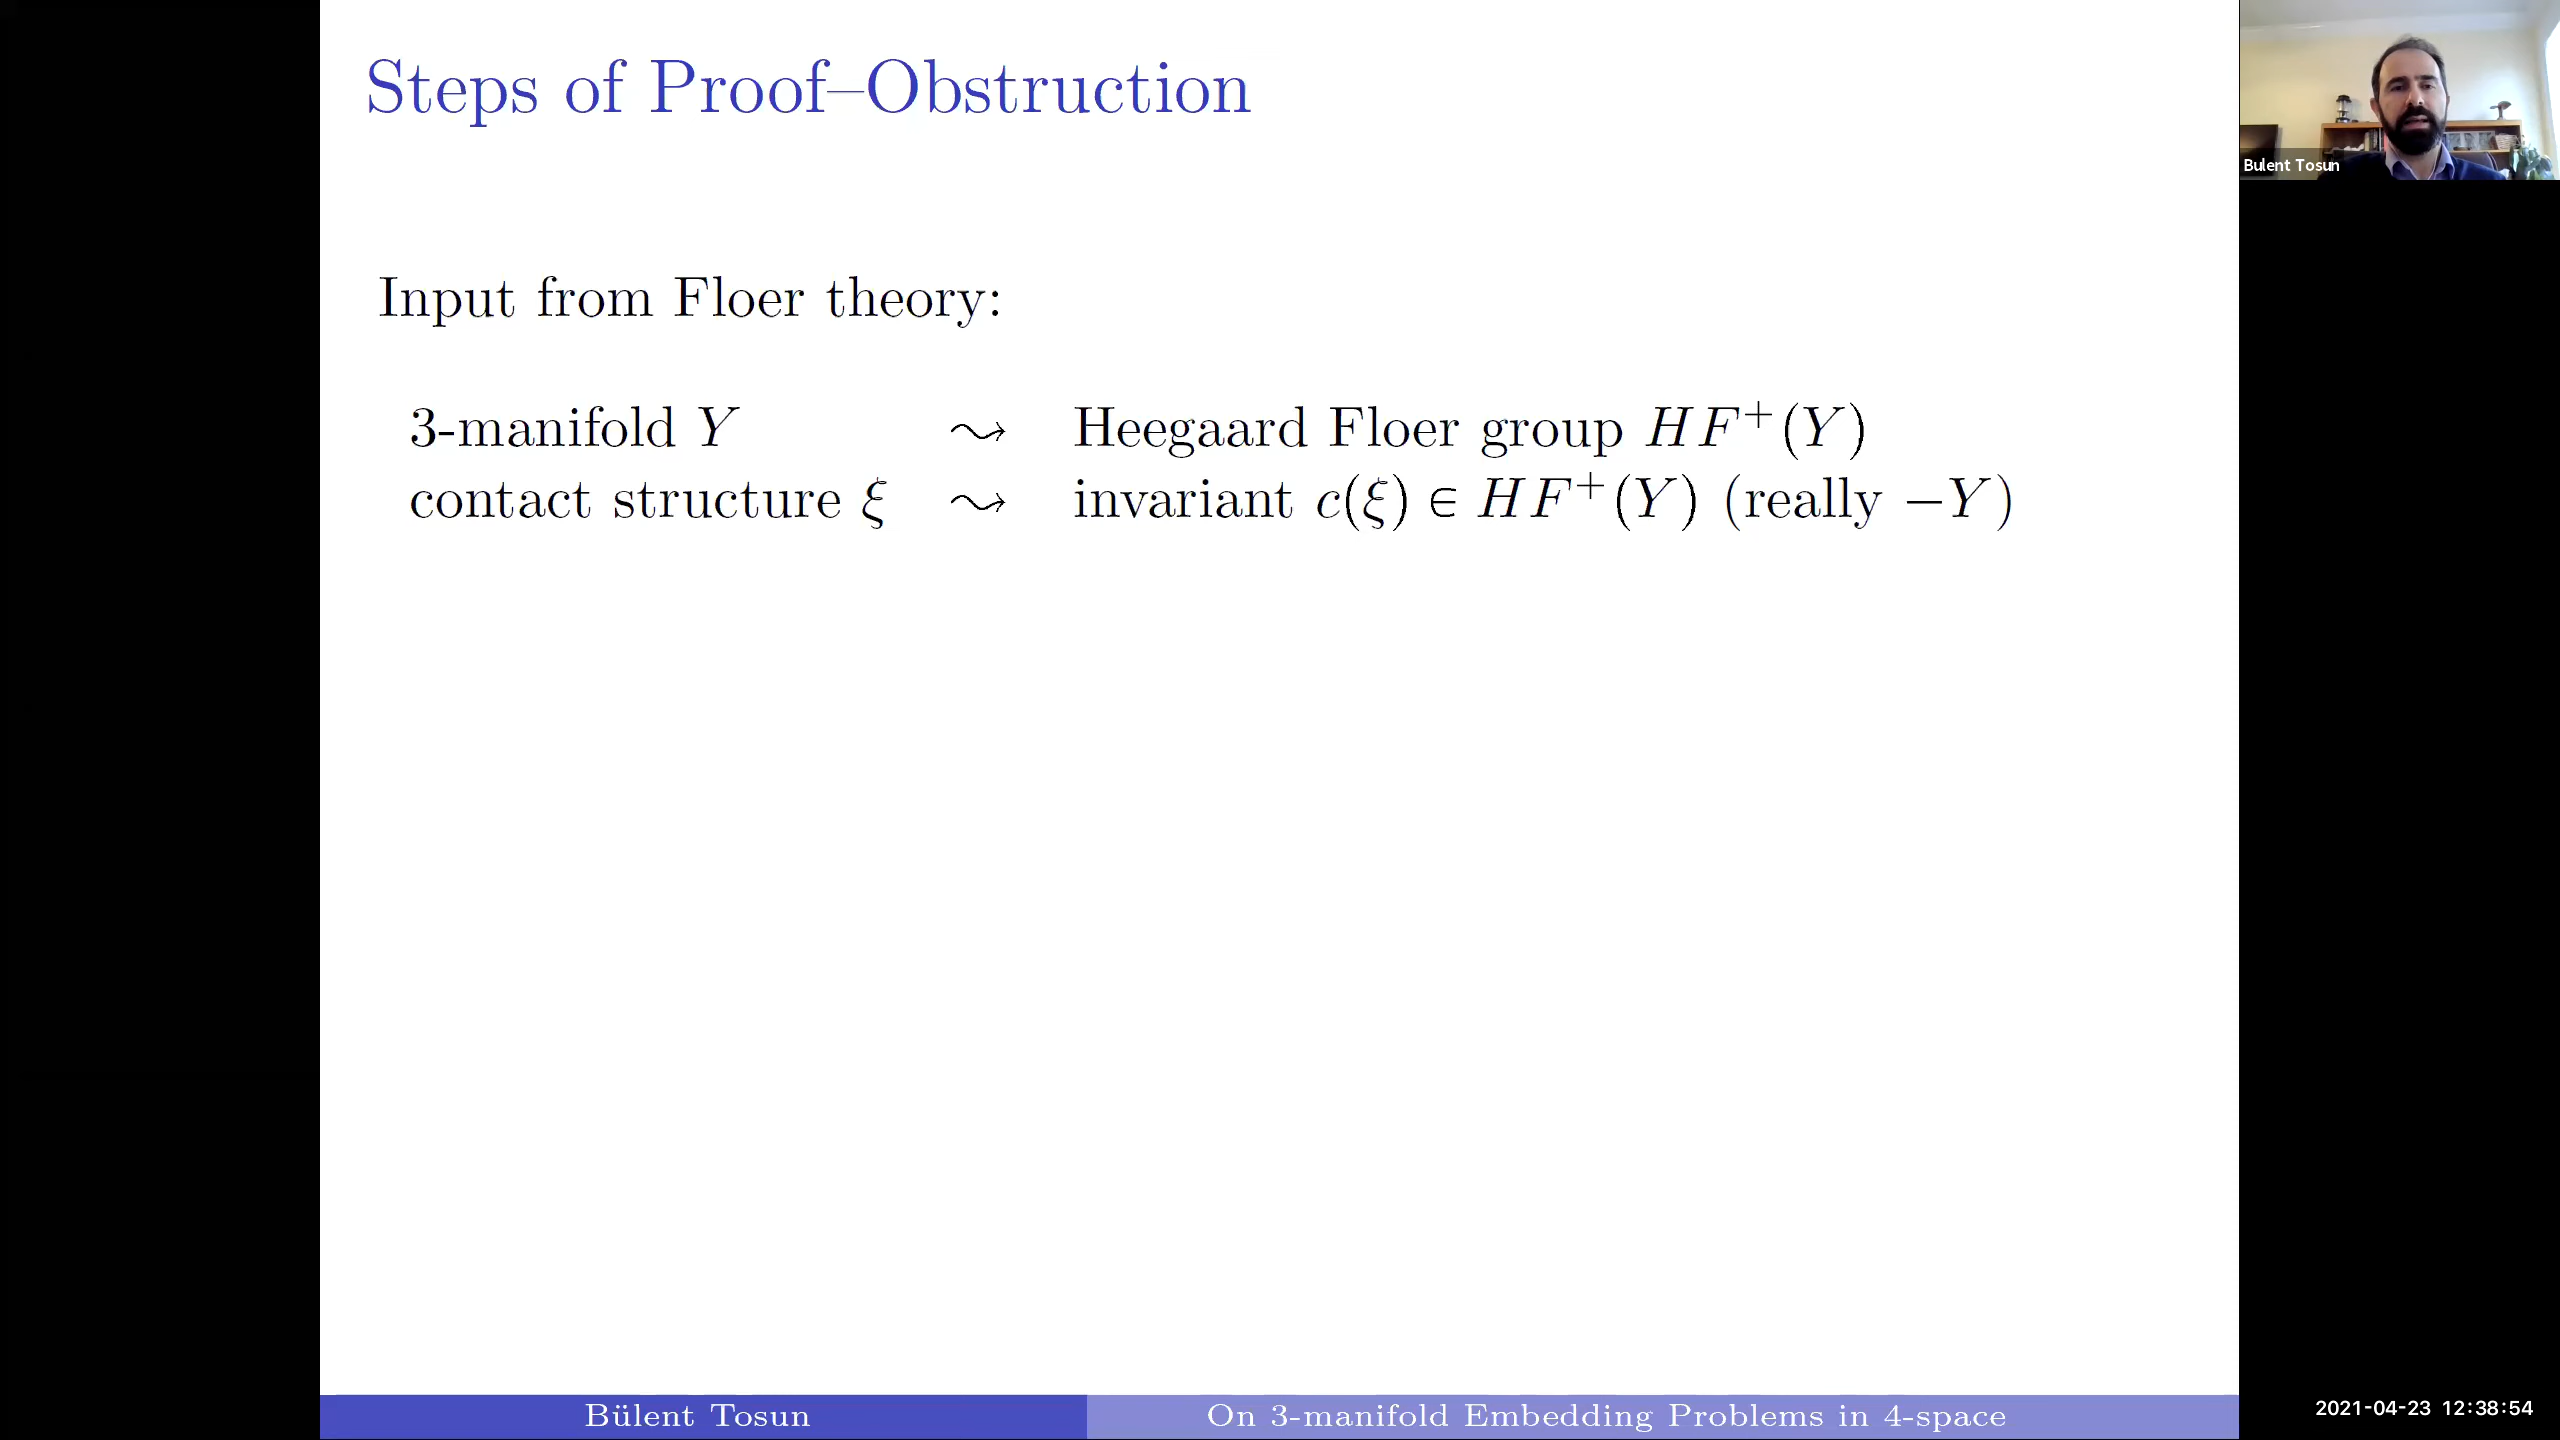 Steps of Proof–Obstruction
Bulent Tosun
Input from Floer theory:
3-manifold Y ⇝ Heegaard Floer group HF⁺(Y)
contact structure ξ ⇝ invariant c(ξ) ∈ HF⁺(Y) (really −Y)
Bülent Tosun
On 3-manifold Embedding Problems in 4-space
2021-04-23 12:38:54